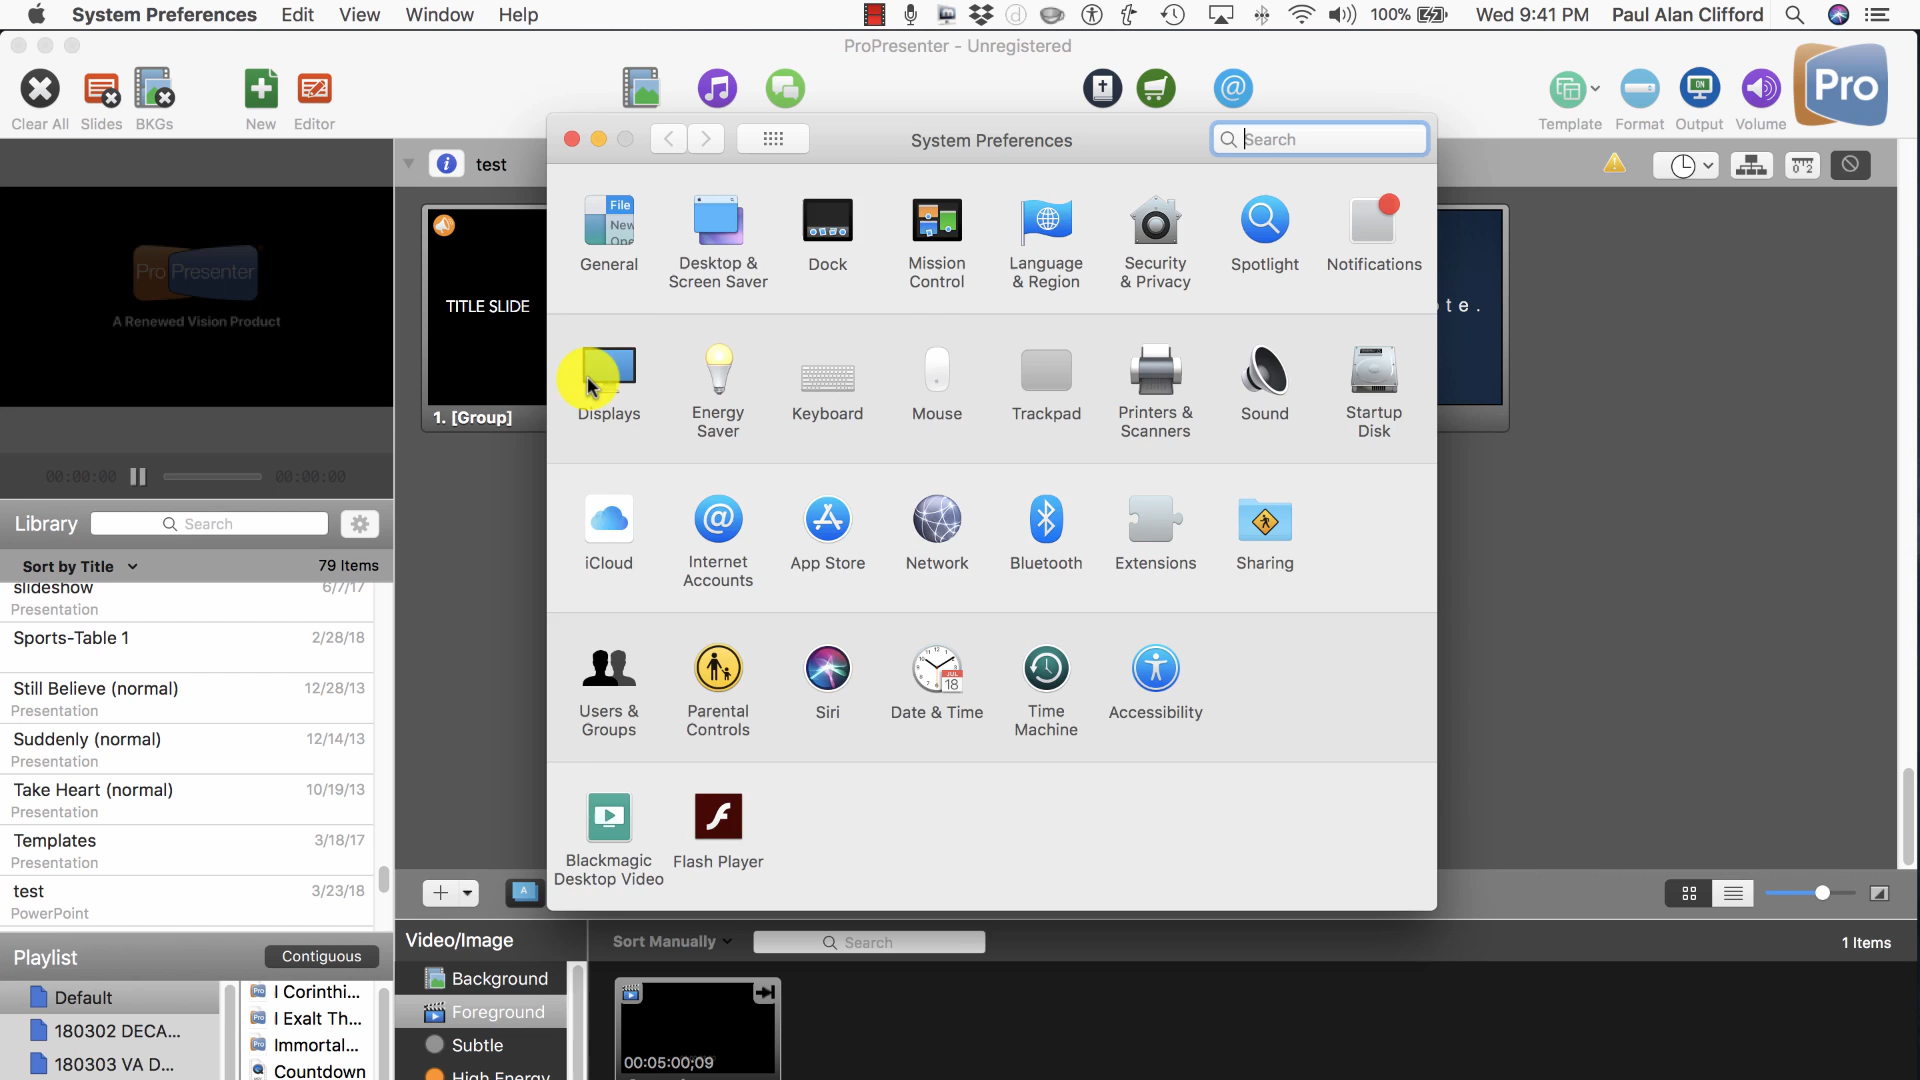 System Preferences Edit View Window Help
100% Wed 9:41 PM Paul Alan Clifford
ProPresenter - Unregistered
Clear All Slides BKGs New Editor
Template Format Output Volume
Pro
System Preferences
Search
test
Pro Presenter
A Renewed Vision Product
TITLE SLIDE
1. [Group]
te.
File
New
Ope
General
Desktop &
Screen Saver
Dock
Mission
Control
Language
& Region
Security
& Privacy
Spotlight
Notifications
Displays
Energy
Saver
Keyboard
Mouse
Trackpad
Printers &
Scanners
Sound
Startup
Disk
iCloud
Internet
Accounts
App Store
Network
Bluetooth
Extensions
Sharing
Users &
Groups
Parental
Controls
Siri
JUL
18
Date & Time
Time
Machine
Accessibility
Blackmagic
Desktop Video
Flash Player
00:00:00 00:00:00
Library Search
Sort by Title 79 Items
slideshow 6/7/17
Presentation
Sports-Table 1 2/28/18
Still Believe (normal) 12/28/13
Presentation
Suddenly (normal) 12/14/13
Presentation
Take Heart (normal) 10/19/13
Presentation
Templates 3/18/17
Presentation
test 3/23/18
PowerPoint
Playlist Contiguous
Default
180302 DECA...
180303 VA D...
I Corinthi...
I Exalt Th...
Immortal...
Countdown
Video/Image
Background
Foreground
Subtle
High Energy
Sort Manually Search 1 Items
00:05:00;09